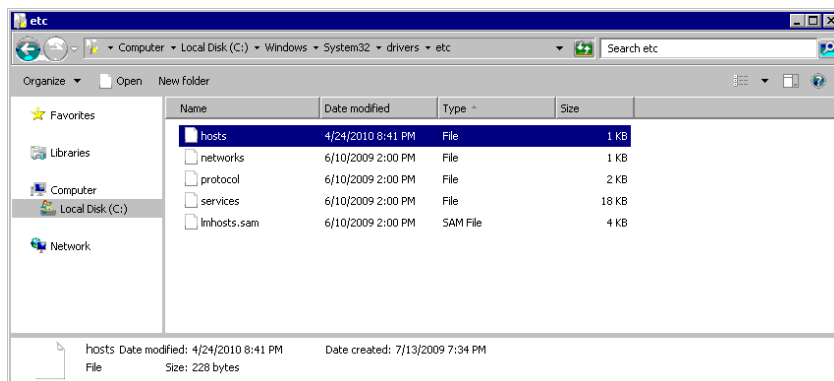 etc
Computer Local Disk (C:) Windows System32 drivers etc Search etc
Organize Open New folder
Favorites
Libraries
Computer
Local Disk (C:)
Network
Name Date modified Type Size
hosts 4/24/2010 8:41 PM File 1 KB
networks 6/10/2009 2:00 PM File 1 KB
protocol 6/10/2009 2:00 PM File 2 KB
services 6/10/2009 2:00 PM File 18 KB
lmhosts.sam 6/10/2009 2:00 PM SAM File 4 KB
hosts Date modified: 4/24/2010 8:41 PM Date created: 7/13/2009 7:34 PM
File Size: 228 bytes